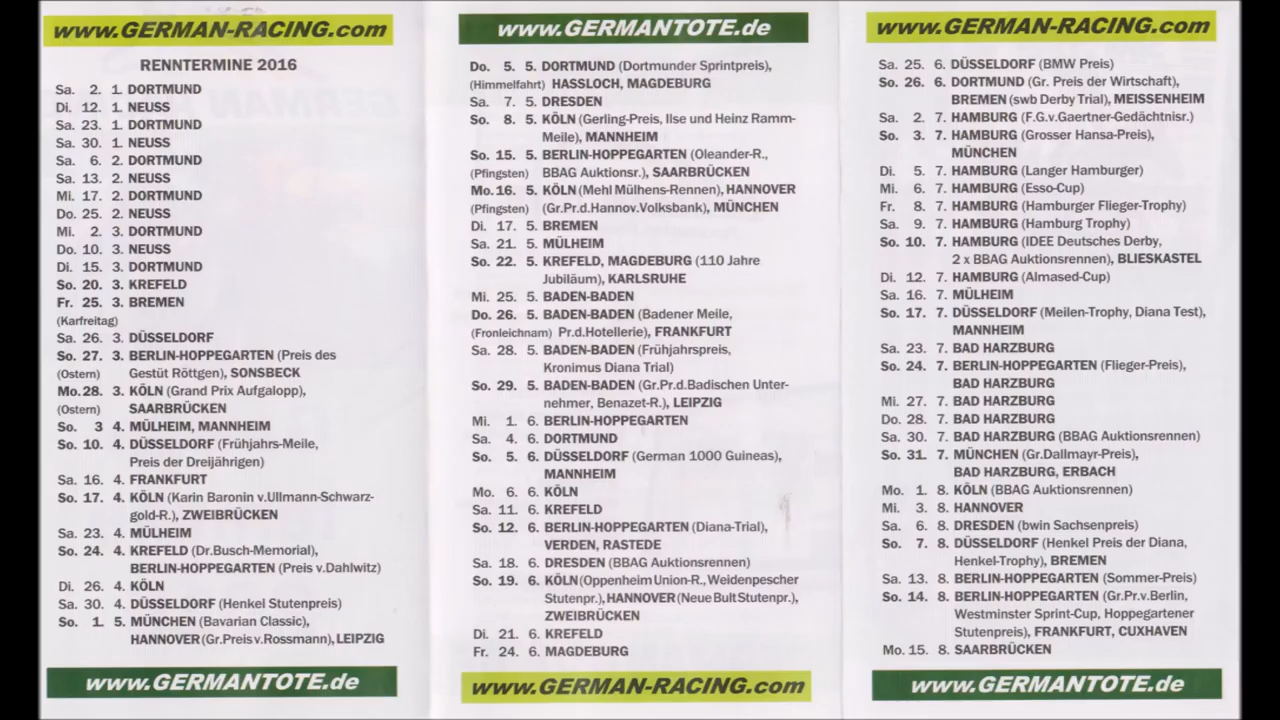 www.GERMAN-RACING.com
RENNTERMINE 2016
Sa. 2. 1. DORTMUND
Di. 12. 1. NEUSS
Sa. 23. 1. DORTMUND
Sa. 30. 1. NEUSS
Sa. 6. 2. DORTMUND
Sa. 13. 2. NEUSS
Mi. 17. 2. DORTMUND
Do. 25. 2. NEUSS
Mi. 2. 3. DORTMUND
Do. 10. 3. NEUSS
Di. 15. 3. DORTMUND
So. 20. 3. KREFELD
Fr. 25. 3. BREMEN
(Karfreitag)
Sa. 26. 3. DÜSSELDORF
So. 27. 3. BERLIN-HOPPEGARTEN (Preis des
(Ostern) Gestüt Röttgen), SONSBECK
Mo. 28. 3. KÖLN (Grand Prix Aufgalopp),
(Ostern) SAARBRÜCKEN
So. 3 4. MÜLHEIM, MANNHEIM
So. 10. 4. DÜSSELDORF (Frühjahrs-Meile,
Preis der Dreijährigen)
Sa. 16. 4. FRANKFURT
So. 17. 4. KÖLN (Karin Baronin v.Ullmann-Schwarz-
gold-R.), ZWEIBRÜCKEN
Sa. 23. 4. MÜLHEIM
So. 24. 4. KREFELD (Dr.Busch-Memorial),
BERLIN-HOPPEGARTEN (Preis v.Dahlwitz)
Di. 26. 4. KÖLN
Sa. 30. 4. DÜSSELDORF (Henkel Stutenpreis)
So. 1. 5. MÜNCHEN (Bavarian Classic),
HANNOVER (Gr.Preis v.Rossmann), LEIPZIG
www.GERMANTOTE.de
www.GERMANTOTE.de
Do. 5. 5. DORTMUND (Dortmunder Sprintpreis),
(Himmelfahrt) HASSLOCH, MAGDEBURG
Sa. 7. 5. DRESDEN
So. 8. 5. KÖLN (Gerling-Preis, Ilse und Heinz Ramm-
Meile), MANNHEIM
So. 15. 5. BERLIN-HOPPEGARTEN (Oleander-R.,
(Pfingsten) BBAG Auktionsr.), SAARBRÜCKEN
Mo. 16. 5. KÖLN (Mehl Mülhens-Rennen), HANNOVER
(Pfingsten) (Gr.Pr.d.Hannov.Volksbank), MÜNCHEN
Di. 17. 5. BREMEN
Sa. 21. 5. MÜLHEIM
So. 22. 5. KREFELD, MAGDEBURG (110 Jahre
Jubiläum), KARLSRUHE
Mi. 25. 5. BADEN-BADEN
Do. 26. 5. BADEN-BADEN (Badener Meile,
(Fronleichnam) Pr.d.Hotellerie), FRANKFURT
Sa. 28. 5. BADEN-BADEN (Frühjahrspreis,
Kronimus Diana Trial)
So. 29. 5. BADEN-BADEN (Gr.Pr.d.Badischen Unter-
nehmer, Benazet-R.), LEIPZIG
Mi. 1. 6. BERLIN-HOPPEGARTEN
Sa. 4. 6. DORTMUND
So. 5. 6. DÜSSELDORF (German 1000 Guineas),
MANNHEIM
Mo. 6. 6. KÖLN
Sa. 11. 6. KREFELD
So. 12. 6. BERLIN-HOPPEGARTEN (Diana-Trial),
VERDEN, RASTEDE
Sa. 18. 6. DRESDEN (BBAG Auktionsrennen)
So. 19. 6. KÖLN (Oppenheim Union-R., Weidenpescher
Stutenpr.), HANNOVER (Neue Bult Stutenpr.),
ZWEIBRÜCKEN
Di. 21. 6. KREFELD
Fr. 24. 6. MAGDEBURG
www.GERMAN-RACING.com
www.GERMAN-RACING.com
Sa. 25. 6. DÜSSELDORF (BMW Preis)
So. 26. 6. DORTMUND (Gr. Preis der Wirtschaft),
BREMEN (swb Derby Trial), MEISSENHEIM
Sa. 2. 7. HAMBURG (F.G.v.Gaertner-Gedächtnisr.)
So. 3. 7. HAMBURG (Grosser Hansa-Preis),
MÜNCHEN
Di. 5. 7. HAMBURG (Langer Hamburger)
Mi. 6. 7. HAMBURG (Esso-Cup)
Fr. 8. 7. HAMBURG (Hamburger Flieger-Trophy)
Sa. 9. 7. HAMBURG (Hamburg Trophy)
So. 10. 7. HAMBURG (IDEE Deutsches Derby,
2 x BBAG Auktionsrennen), BLIESKASTEL
Di. 12. 7. HAMBURG (Almased-Cup)
Sa. 16. 7. MÜLHEIM
So. 17. 7. DÜSSELDORF (Meilen-Trophy, Diana Test),
MANNHEIM
Sa. 23. 7. BAD HARZBURG
So. 24. 7. BERLIN-HOPPEGARTEN (Flieger-Preis),
BAD HARZBURG
Mi. 27. 7. BAD HARZBURG
Do. 28. 7. BAD HARZBURG
Sa. 30. 7. BAD HARZBURG (BBAG Auktionsrennen)
So. 31. 7. MÜNCHEN (Gr.Dallmayr-Preis),
BAD HARZBURG, ERBACH
Mo. 1. 8. KÖLN (BBAG Auktionsrennen)
Mi. 3. 8. HANNOVER
Sa. 6. 8. DRESDEN (bwin Sachsenpreis)
So. 7. 8. DÜSSELDORF (Henkel Preis der Diana,
Henkel-Trophy), BREMEN
Sa. 13. 8. BERLIN-HOPPEGARTEN (Sommer-Preis)
So. 14. 8. BERLIN-HOPPEGARTEN (Gr.Pr.v.Berlin,
Westminster Sprint-Cup, Hoppegartener
Stutenpreis), FRANKFURT, CUXHAVEN
Mo. 15. 8. SAARBRÜCKEN
www.GERMANTOTE.de